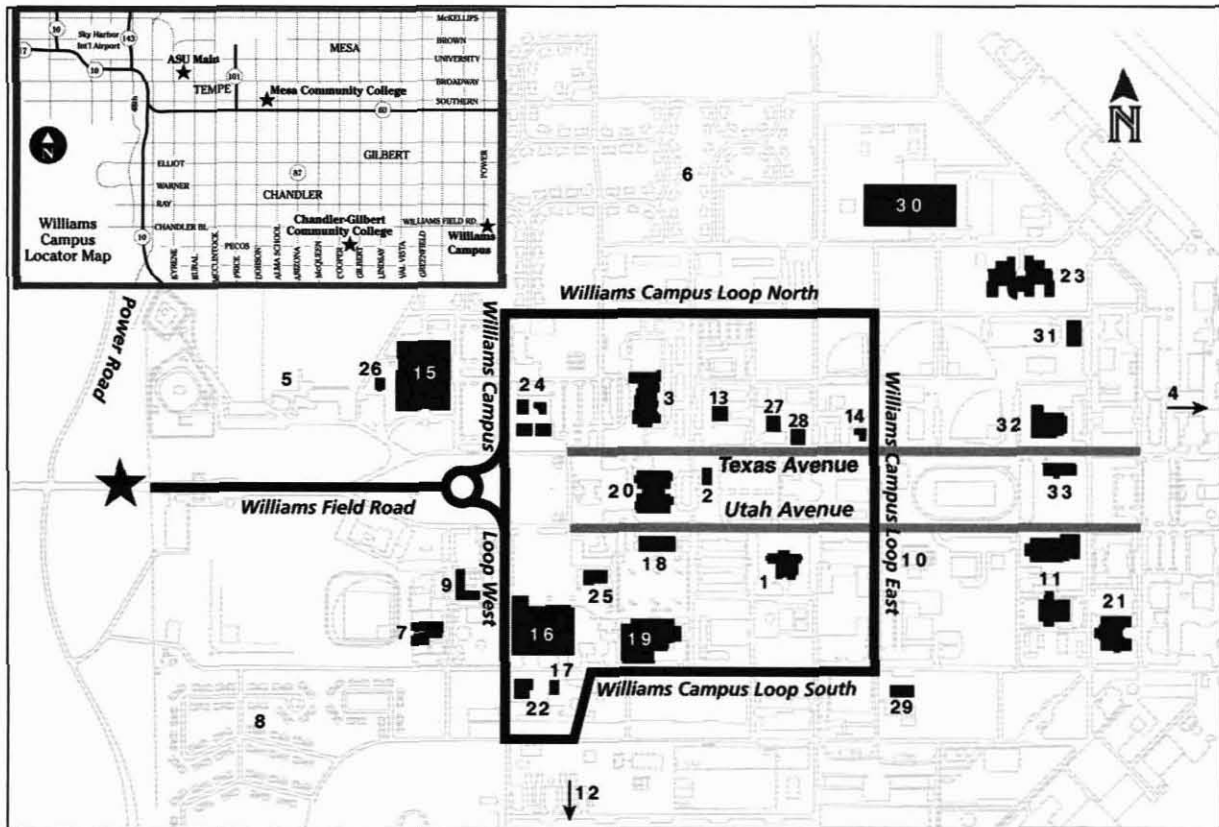 McKELLIPS
BROWN
UNIVERSITY
BROADWAY
SOUTHERN
10
Sky Harbor
Int'l Airport
143
17
10
ASU Main
TEMPE
101
MESA
Mesa Community College
60
48th
N
ELLIOT
WARNER
RAY
CHANDLER BL.
GILBERT
87
CHANDLER
POWER
Williams
Campus
Locator Map
10
Chandler-Gilbert
Community College
WILLIAMS FIELD RD.
Williams
Campus
KYRENE
RURAL
McCLINTOCK
PECOS
PRICE
DOBSON
ALMA SCHOOL
ARIZONA
McQUEEN
COOPER
GILBERT
LINDSAY
VAL VISTA
GREENFIELD
N
6
30
23
Williams Campus Loop North
Power Road
Williams Campus
Loop West
31
5
26
15
24
3
13
27
28
14
Williams Campus Loop East
32
4
Texas Avenue
20
2
33
Williams Field Road
Utah Avenue
18
1
10
11
9
25
7
16
19
21
17
22
Williams Campus Loop South
29
8
12